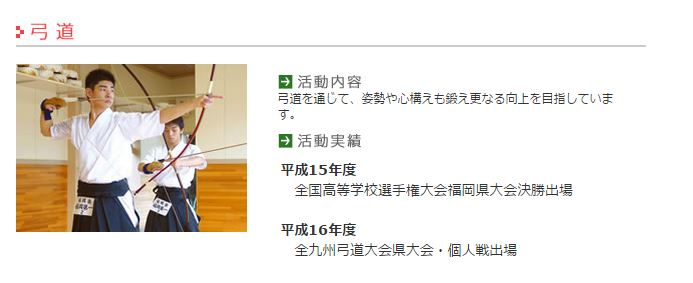 弓道
活動内容
弓道を通じて、姿勢や心構えも鍛え更なる向上を目指していま
す。
活動実績
平成15年度
全国高等学校選手権大会福岡県大会決勝出場
平成16年度
全九州弓道大会県大会・個人戦出場